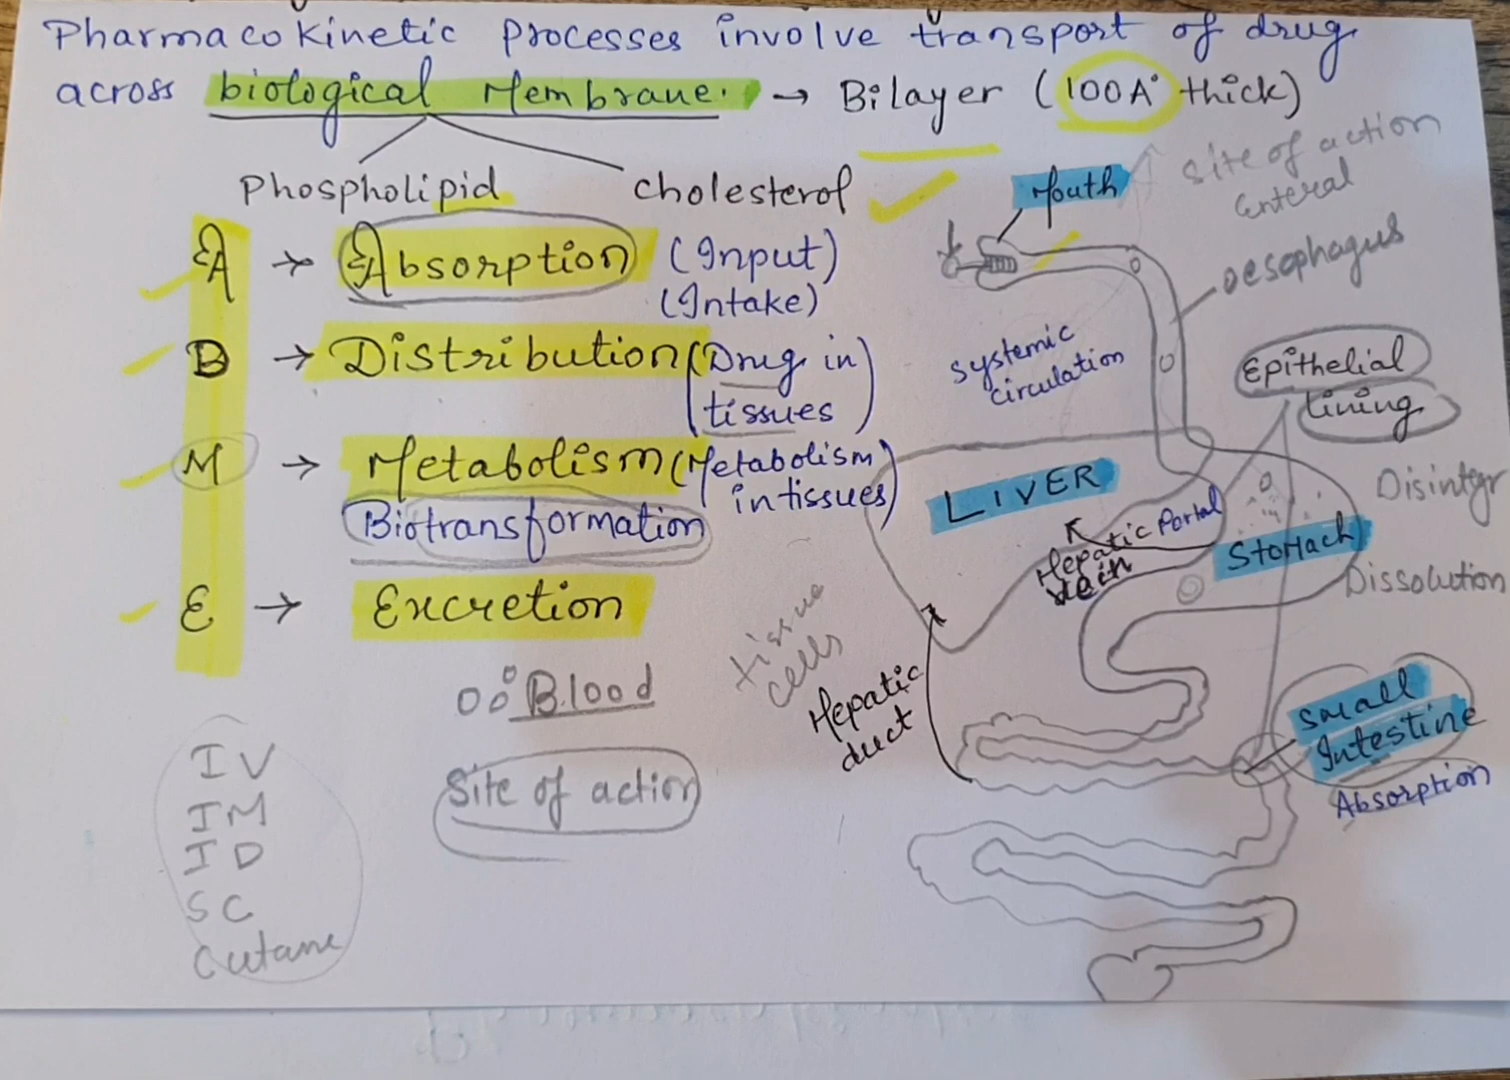 Pharmacokinetic processes involve transport of drug
across biological Membrane. → Bilayer (100A° thick)
Phospholipid
cholesterol
A → Absorption (Input)
(Intake)
D → Distribution (Drug in
tissues)
M → Metabolism (Metabolism
in tissues)
Biotransformation
E → Excretion
Blood
Site of action
IV
IM
ID
SC
Cutane
Mouth
site of action
enteral
oesophagus
systemic
circulation
Epithelial
lining
LIVER
Hepatic Portal
vein
Stomach
Disintgr
Dissolution
tissue
cells
Hepatic
duct
small
Intestine
Absorption